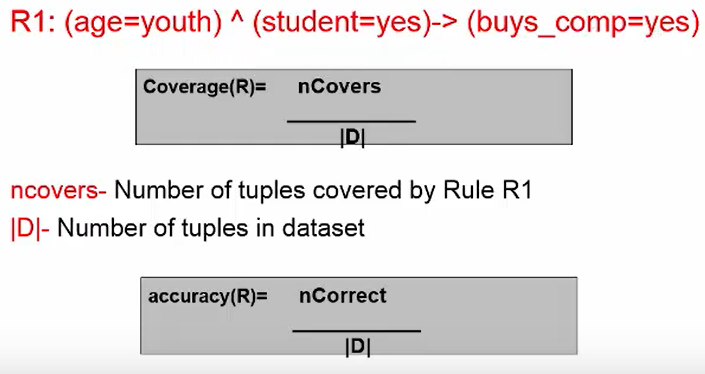 R1: (age=youth) ^ (student=yes)-> (buys_comp=yes)
Coverage(R)= nCovers
|D|
ncovers- Number of tuples covered by Rule R1
|D|- Number of tuples in dataset
accuracy(R)= nCorrect
|D|